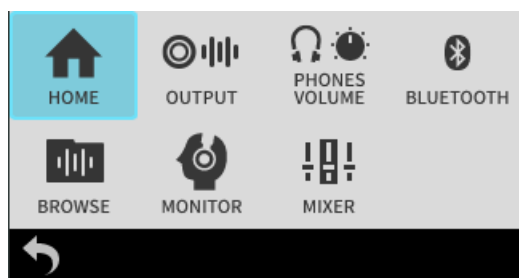 HOME
OUTPUT
PHONES
VOLUME
BLUETOOTH
BROWSE
MONITOR
MIXER